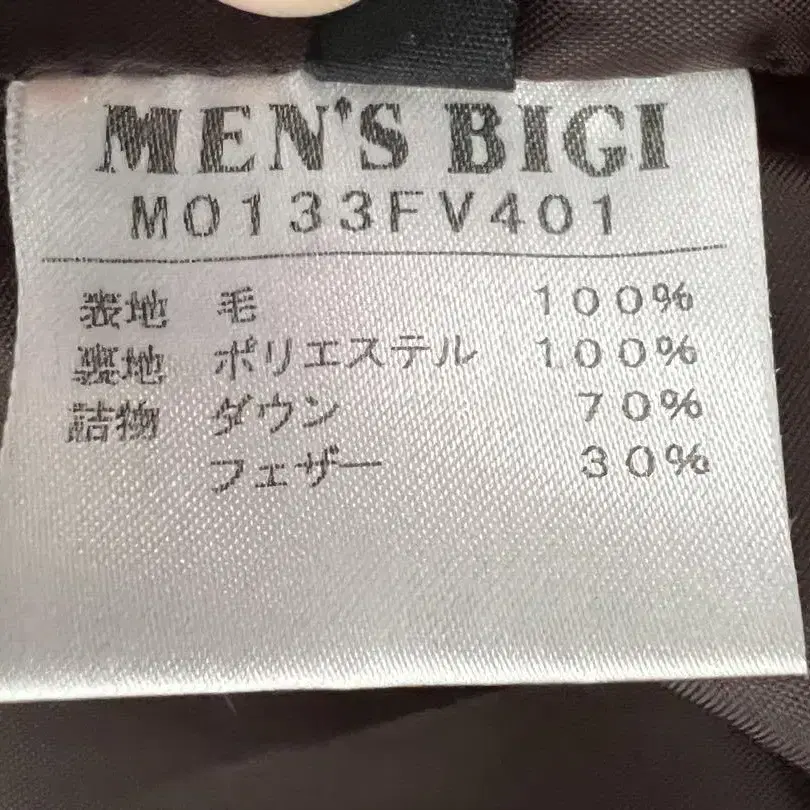 MEN'S BIGI
M0133FV401
表地 毛 100%
裏地 ポリエステル 100%
詰物 ダウン 70%
フェザー 30%